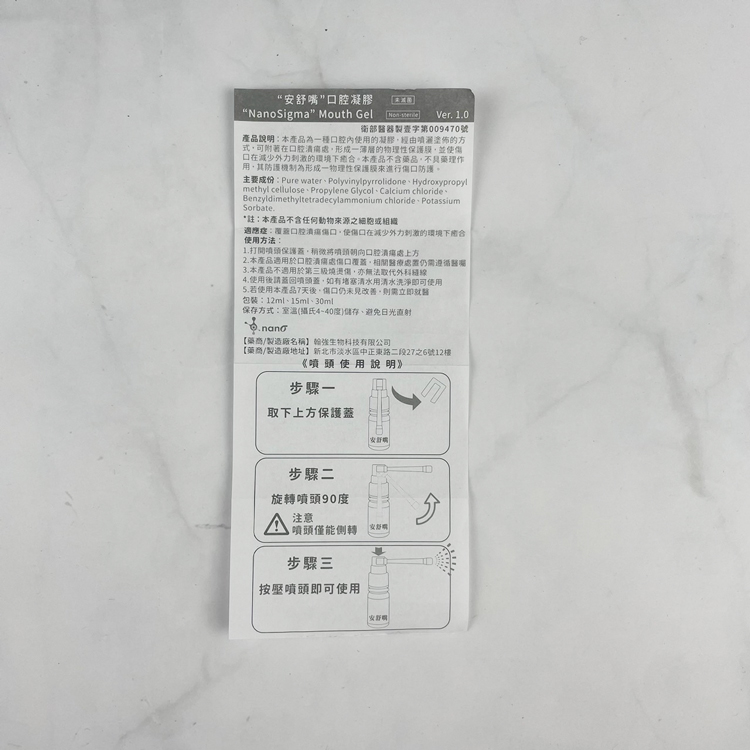 “安舒嘴”口腔凝膠 未滅菌
“NanoSigma” Mouth Gel Non-sterile Ver. 1.0
衛部醫器製壹字第009470號
產品說明：本產品為一種口腔內使用的凝膠，經由噴灑塗佈的方
式，可附著在口腔潰瘍處，形成一薄層的物理性保護膜，並使傷
口在減少外力刺激的環境下癒合。本產品不含藥品，不具藥理作
用，其防護機制為形成一物理性保護膜來進行傷口防護。
主要成份：Pure water、Polyvinylpyrrolidone、Hydroxypropyl
methyl cellulose、Propylene Glycol、Calcium chloride、
Benzyldimethyltetradecylammonium chloride、Potassium
Sorbate.
*註：本產品不含任何動物來源之細胞或組織
適應症：覆蓋口腔潰瘍傷口，使傷口在減少外力刺激的環境下癒合
使用方法：
1.打開噴頭保護蓋，稍微將噴頭朝向口腔潰瘍處上方
2.本產品適用於口腔潰瘍處傷口覆蓋，相關醫療處置仍需遵循醫囑
3.本產品不適用於第三級燒燙傷，亦無法取代外科縫線
4.使用後請蓋回噴頭蓋，如有堵塞清水用清水洗淨即可使用
5.若使用本產品7天後，傷口仍未見改善，則需立即就醫
包裝：12ml、15ml、30ml
保存方式：室溫(攝氏4~40度)儲存、避免日光直射
nanσ
【藥商/製造廠名稱】翰強生物科技有限公司
【藥商/製造廠地址】新北市淡水區中正東路二段27之6號12樓
《噴頭使用說明》
步驟一
取下上方保護蓋
安舒嘴
步驟二
旋轉噴頭90度
注意
噴頭僅能側轉
安舒嘴
步驟三
按壓噴頭即可使用
安舒嘴